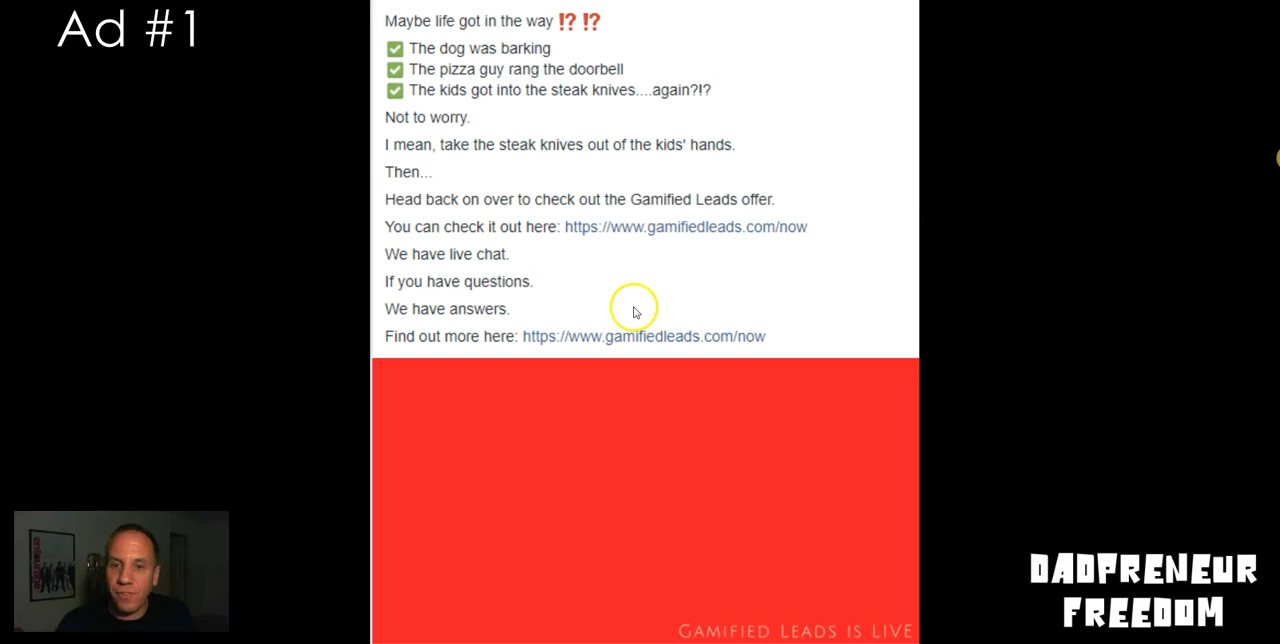 Ad #1
Maybe life got in the way ⁉️ ⁉️
✅ The dog was barking
✅ The pizza guy rang the doorbell
✅ The kids got into the steak knives....again?!?
Not to worry.
I mean, take the steak knives out of the kids' hands.
Then...
Head back on over to check out the Gamified Leads offer.
You can check it out here: https://www.gamifiedleads.com/now
We have live chat.
If you have questions.
We have answers.
Find out more here: https://www.gamifiedleads.com/now
GAMIFIED LEADS IS LIVE
DADPRENEUR
FREEDOM